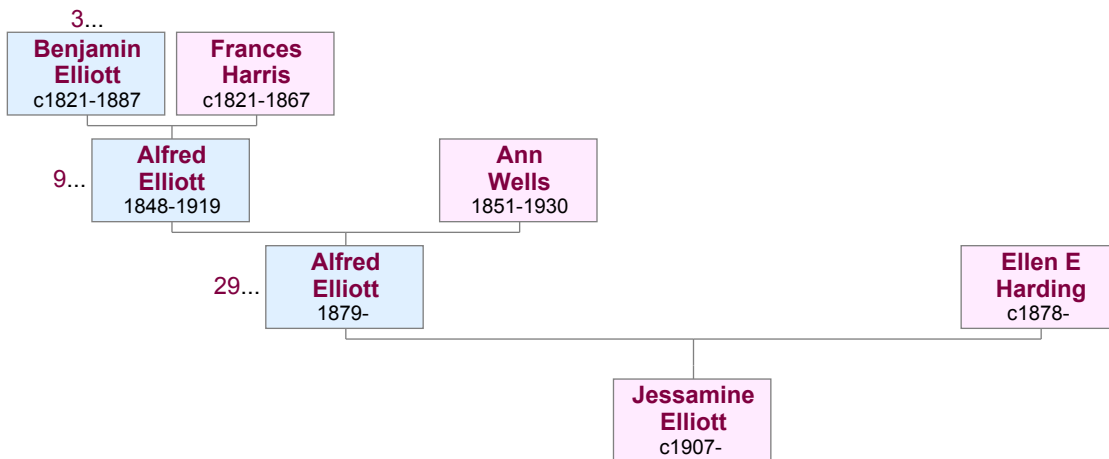 3...
Benjamin
Elliott
c1821-1887
Frances
Harris
c1821-1867
9...
Alfred
Elliott
1848-1919
Ann
Wells
1851-1930
29...
Alfred
Elliott
1879-
Ellen E
Harding
c1878-
Jessamine
Elliott
c1907-